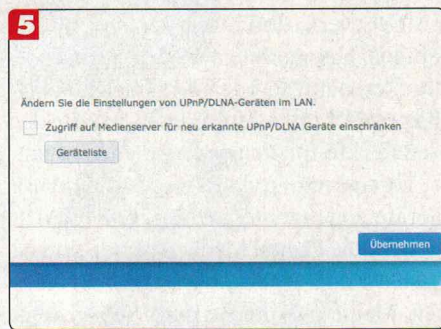 5
Ändern Sie die Einstellungen von UPnP/DLNA-Geräten im LAN.
Zugriff auf Medienserver für neu erkannte UPnP/DLNA Geräte einschränken
Geräteliste
Übernehmen